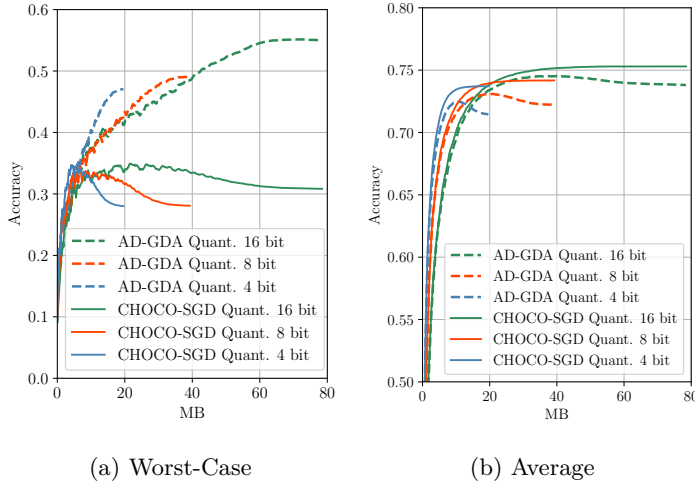 0.6
0.5
0.4
0.3
0.2
0.1
0.0
Accuracy
0
20
40
60
80
MB
AD-GDA Quant. 16 bit
AD-GDA Quant. 8 bit
AD-GDA Quant. 4 bit
CHOCO-SGD Quant. 16 bit
CHOCO-SGD Quant. 8 bit
CHOCO-SGD Quant. 4 bit
(a) Worst-Case
0.80
0.75
0.70
0.65
0.60
0.55
0.50
Accuracy
0
20
40
60
80
MB
AD-GDA Quant. 16 bit
AD-GDA Quant. 8 bit
AD-GDA Quant. 4 bit
CHOCO-SGD Quant. 16 bit
CHOCO-SGD Quant. 8 bit
CHOCO-SGD Quant. 4 bit
(b) Average